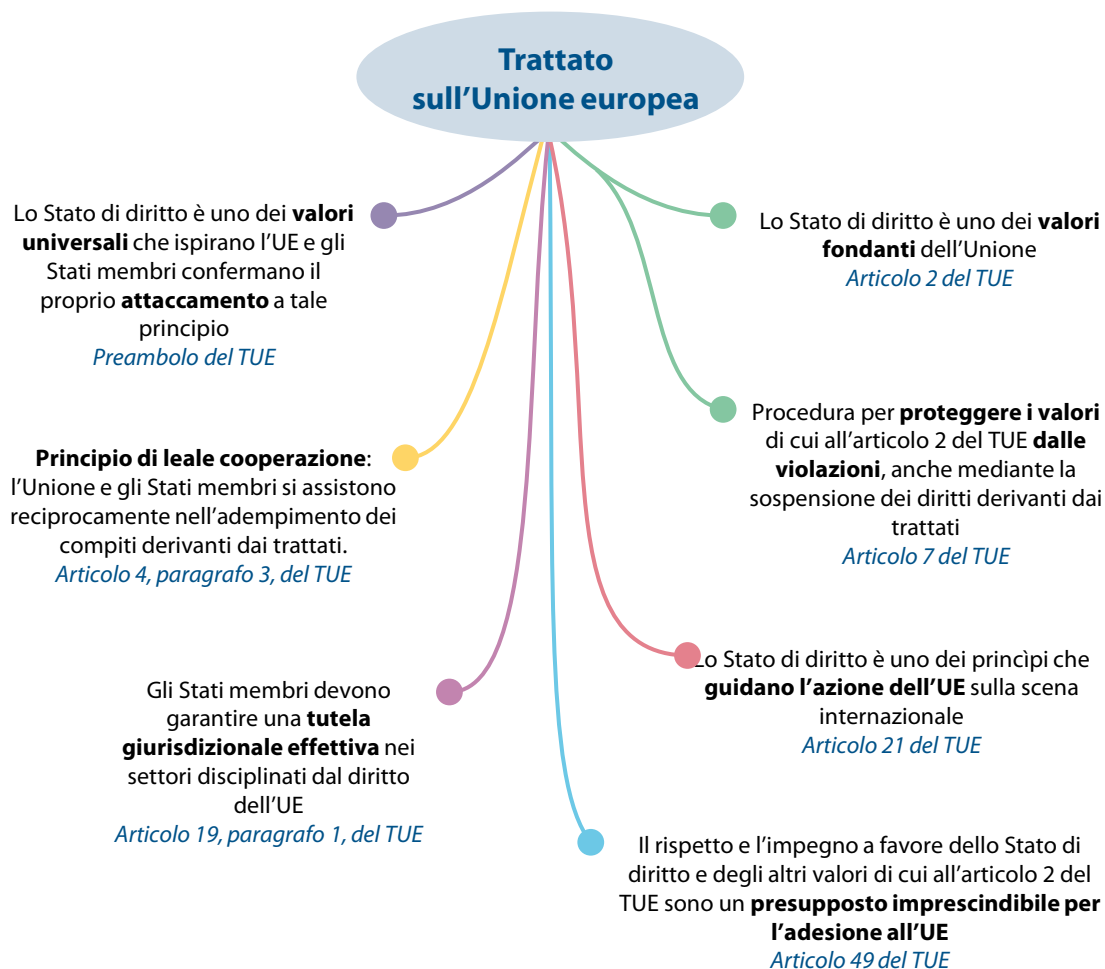 Trattato
sull'Unione europea
Lo Stato di diritto è uno dei valori
universali che ispirano l'UE e gli
Stati membri confermano il
proprio attaccamento a tale
principio
Preambolo del TUE
Lo Stato di diritto è uno dei valori
fondanti dell'Unione
Articolo 2 del TUE
Principio di leale cooperazione:
l'Unione e gli Stati membri si assistono
reciprocamente nell'adempimento dei
compiti derivanti dai trattati.
Articolo 4, paragrafo 3, del TUE
Procedura per proteggere i valori
di cui all'articolo 2 del TUE dalle
violazioni, anche mediante la
sospensione dei diritti derivanti dai
trattati
Articolo 7 del TUE
Gli Stati membri devono
garantire una tutela
giurisdizionale effettiva nei
settori disciplinati dal diritto
dell'UE
Articolo 19, paragrafo 1, del TUE
Lo Stato di diritto è uno dei princìpi che
guidano l'azione dell'UE sulla scena
internazionale
Articolo 21 del TUE
Il rispetto e l'impegno a favore dello Stato di
diritto e degli altri valori di cui all'articolo 2 del
TUE sono un presupposto imprescindibile per
l'adesione all'UE
Articolo 49 del TUE